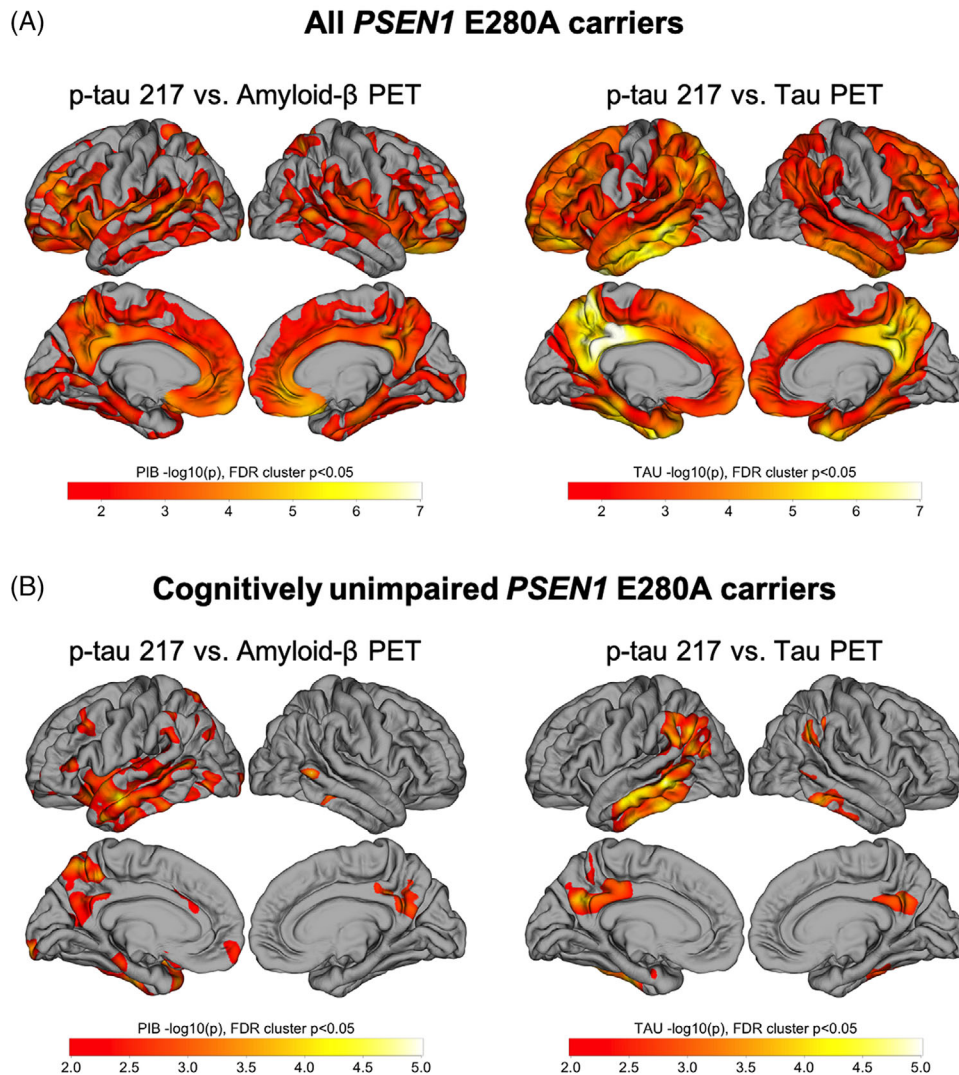 (A) All PSEN1 E280A carriers
p-tau 217 vs. Amyloid-β PET
p-tau 217 vs. Tau PET
PIB -log10(p), FDR cluster p<0.05
2 3 4 5 6 7
TAU -log10(p), FDR cluster p<0.05
2 3 4 5 6 7
(B) Cognitively unimpaired PSEN1 E280A carriers
p-tau 217 vs. Amyloid-β PET
p-tau 217 vs. Tau PET
PIB -log10(p), FDR cluster p<0.05
2.0 2.5 3.0 3.5 4.0 4.5 5.0
TAU -log10(p), FDR cluster p<0.05
2.0 2.5 3.0 3.5 4.0 4.5 5.0